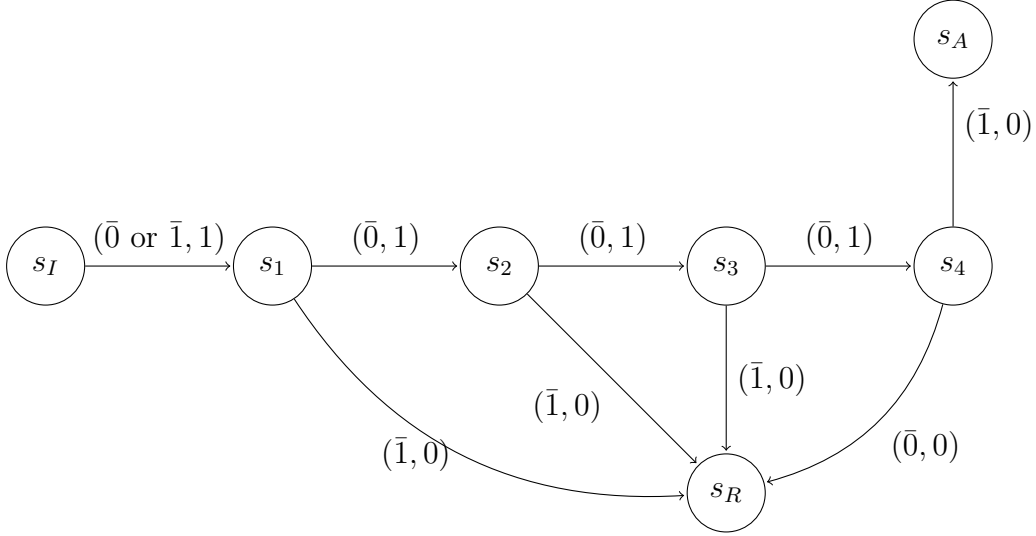 s_A
(1̄, 0)
(0̄ or 1̄, 1)
(0̄, 1)
(0̄, 1)
(0̄, 1)
s_I
s_1
s_2
s_3
s_4
(1̄, 0)
(1̄, 0)
(1̄, 0)
(0̄, 0)
s_R